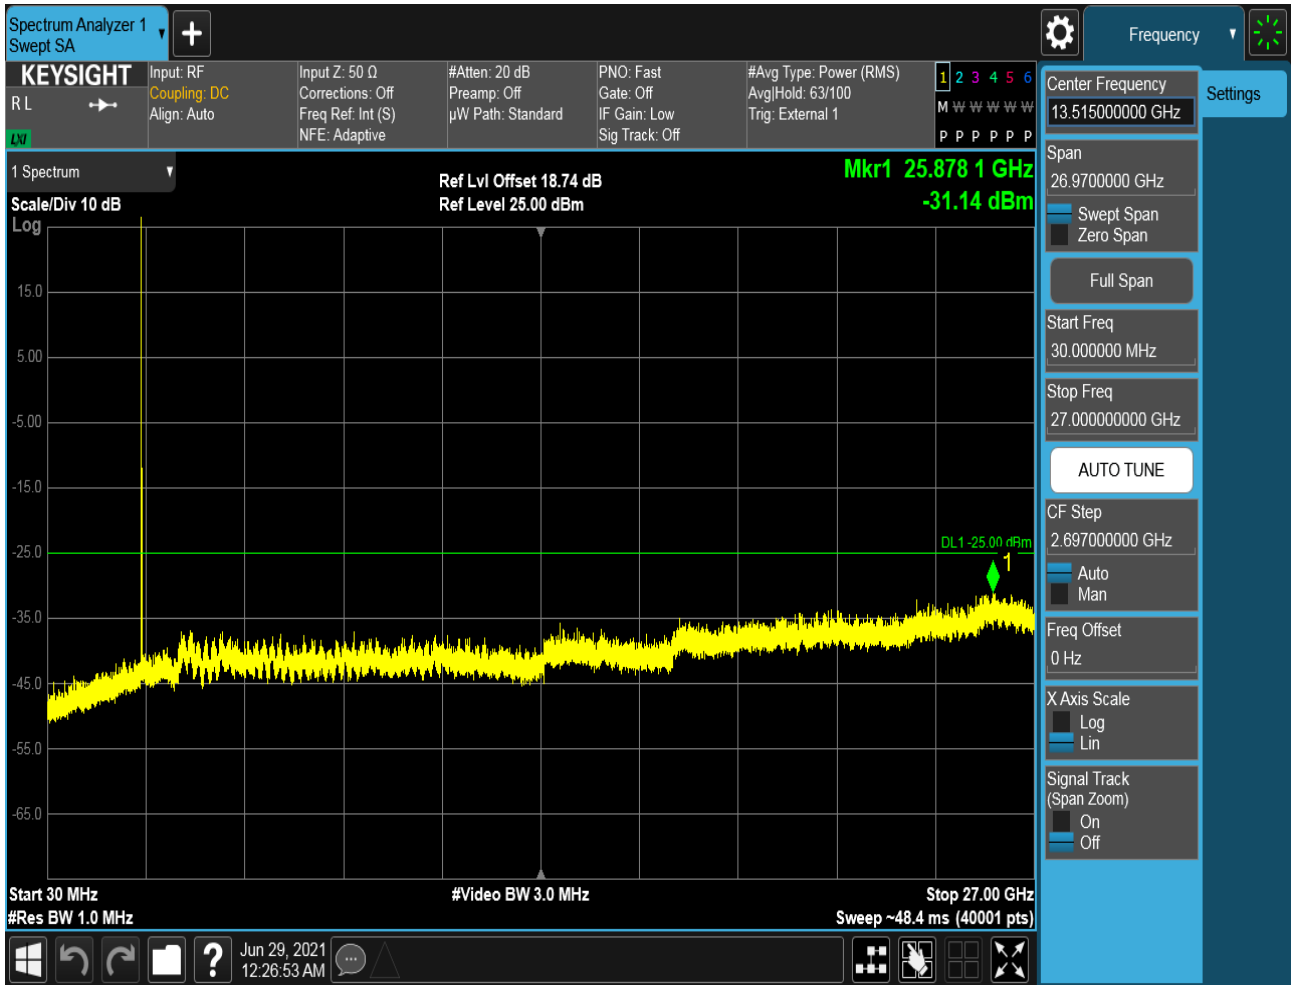 Spectrum Analyzer 1
Swept SA
Frequency
KEYSIGHT
R L
LXI
Input: RF
Coupling: DC
Align: Auto
Input Z: 50 Ω
Corrections: Off
Freq Ref: Int (S)
NFE: Adaptive
#Atten: 20 dB
Preamp: Off
µW Path: Standard
PNO: Fast
Gate: Off
IF Gain: Low
Sig Track: Off
#Avg Type: Power (RMS)
Avg|Hold: 63/100
Trig: External 1
1 2 3 4 5 6
M W W W W W
P P P P P P
1 Spectrum
Scale/Div 10 dB
Log
Ref Lvl Offset 18.74 dB
Ref Level 25.00 dBm
Mkr1 25.878 1 GHz
-31.14 dBm
15.0
5.00
-5.00
-15.0
-25.0
-35.0
-45.0
-55.0
-65.0
DL1 -25.00 dBm
1
Start 30 MHz
#Res BW 1.0 MHz
#Video BW 3.0 MHz
Stop 27.00 GHz
Sweep ~48.4 ms (40001 pts)
Center Frequency
13.515000000 GHz
Settings
Span
26.9700000 GHz
Swept Span
Zero Span
Full Span
Start Freq
30.000000 MHz
Stop Freq
27.000000000 GHz
AUTO TUNE
CF Step
2.697000000 GHz
Auto
Man
Freq Offset
0 Hz
X Axis Scale
Log
Lin
Signal Track
(Span Zoom)
On
Off
?
Jun 29, 2021
12:26:53 AM